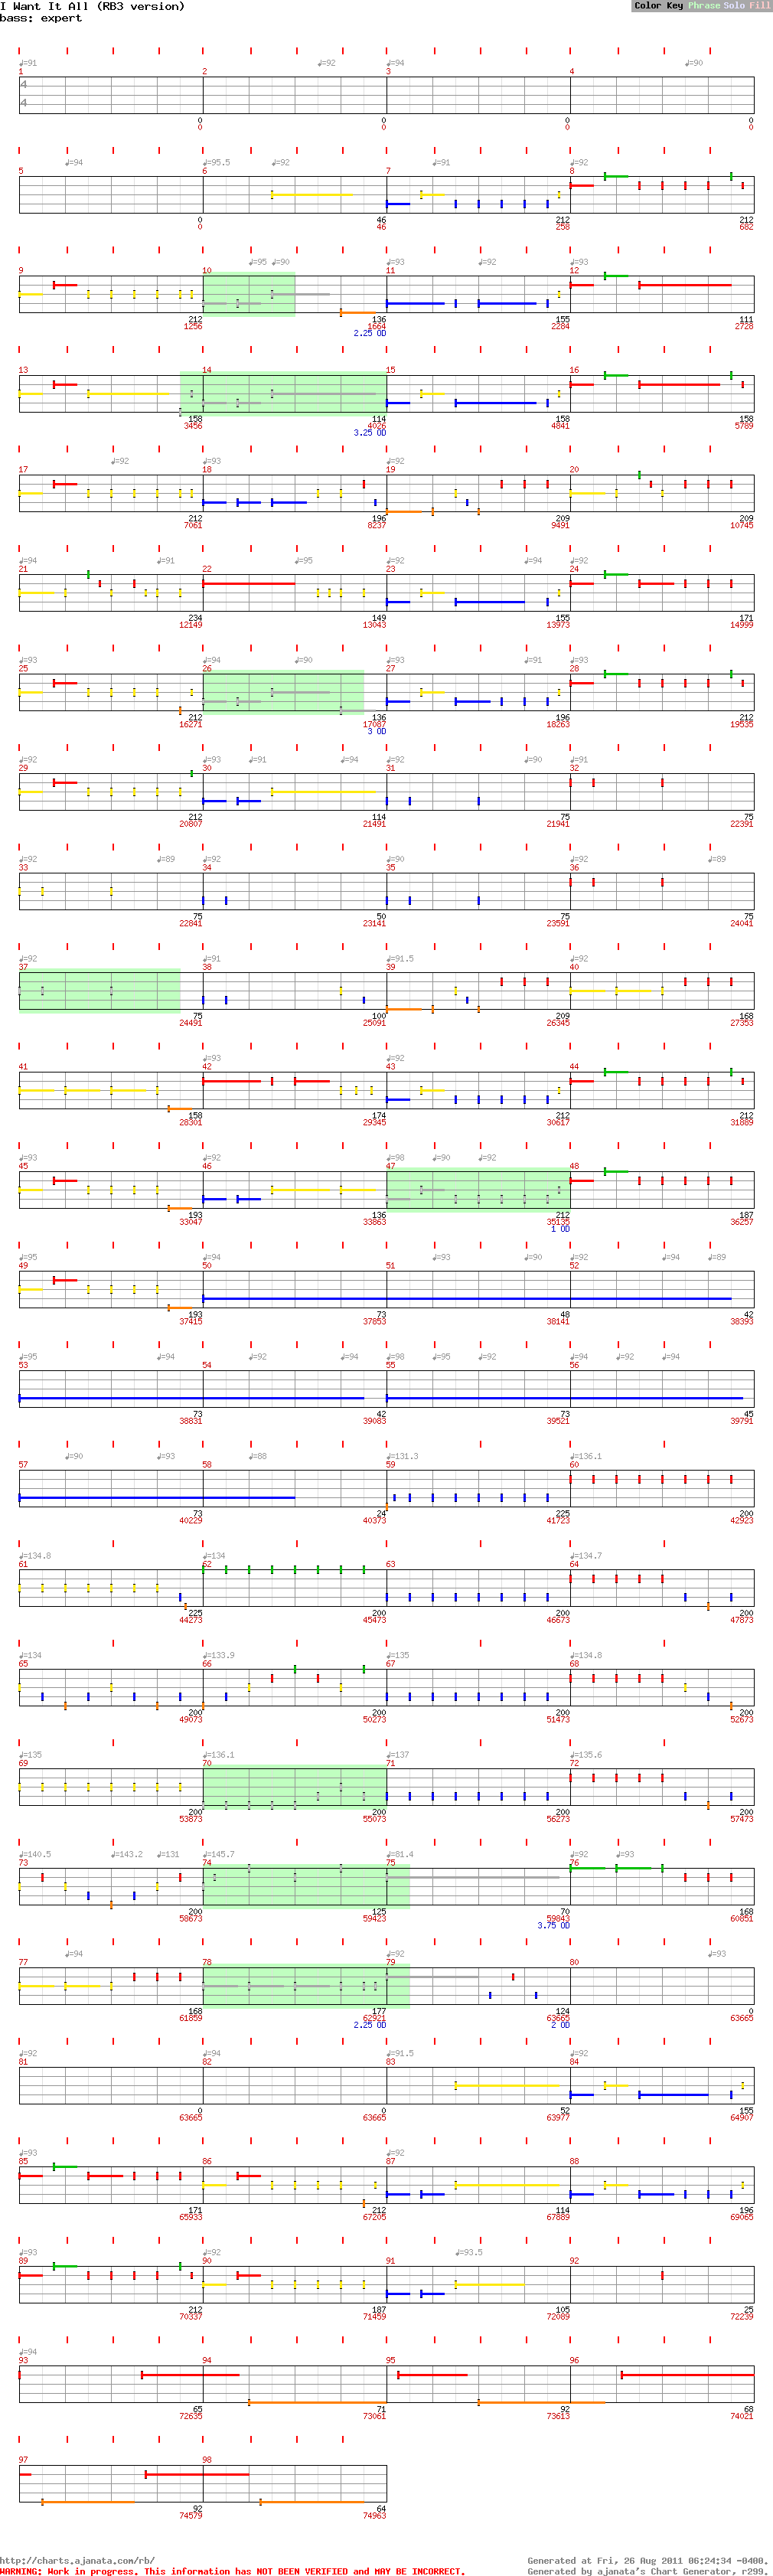 I Want It All (RB3 version)
Color Key Phrase Solo Fill
bass: expert
♩=91 ♩=92 ♩=94 ♩=90
1 2 3 4
4
4
0 0 0 0
0 0 0 0
♩=94 ♩=95.5 ♩=92 ♩=91 ♩=92
5 6 7 8
0 46 212 212
0 46 258 682
♩=95 ♩=90 ♩=93 ♩=92 ♩=93
9 10 11 12
212 136 155 111
1256 1664 2284 2728
2.25 OD
13 14 15 16
158 114 158 158
3456 4026 4841 5789
3.25 OD
♩=92 ♩=93 ♩=92
17 18 19 20
212 196 209 209
7061 8237 9491 10745
♩=94 ♩=91 ♩=95 ♩=92 ♩=94 ♩=92
21 22 23 24
234 149 155 171
12149 13043 13973 14999
♩=93 ♩=94 ♩=90 ♩=93 ♩=91 ♩=93
25 26 27 28
212 136 196 212
16271 17087 18263 19535
3 OD
♩=92 ♩=93 ♩=91 ♩=94 ♩=92 ♩=90 ♩=91
29 30 31 32
212 114 75 75
20807 21491 21941 22391
♩=92 ♩=89 ♩=92 ♩=90 ♩=92 ♩=89
33 34 35 36
75 50 75 75
22841 23141 23591 24041
♩=92 ♩=91 ♩=91.5 ♩=92
37 38 39 40
75 100 209 168
24491 25091 26345 27353
♩=93 ♩=92
41 42 43 44
158 174 212 212
28301 29345 30617 31889
♩=93 ♩=92 ♩=98 ♩=90 ♩=92
45 46 47 48
193 136 212 187
33047 33863 35135 36257
1 OD
♩=95 ♩=94 ♩=93 ♩=90 ♩=92 ♩=94 ♩=89
49 50 51 52
193 73 48 42
37415 37853 38141 38393
♩=95 ♩=94 ♩=92 ♩=94 ♩=98 ♩=95 ♩=92 ♩=94 ♩=92 ♩=94
53 54 55 56
73 42 73 45
38831 39083 39521 39791
♩=90 ♩=93 ♩=88 ♩=131.3 ♩=136.1
57 58 59 60
73 24 225 200
40229 40373 41723 42923
♩=134.8 ♩=134 ♩=134.7
61 62 63 64
225 200 200 200
44273 45473 46673 47873
♩=134 ♩=133.9 ♩=135 ♩=134.8
65 66 67 68
200 200 200 200
49073 50273 51473 52673
♩=135 ♩=136.1 ♩=137 ♩=135.6
69 70 71 72
200 200 200 200
53873 55073 56273 57473
♩=140.5 ♩=143.2 ♩=131 ♩=145.7 ♩=81.4 ♩=92 ♩=93
73 74 75 76
200 125 70 168
58673 59423 59843 60851
3.75 OD
♩=94 ♩=92 ♩=93
77 78 79 80
168 177 124 0
61859 62921 63665 63665
2.25 OD 2 OD
♩=92 ♩=94 ♩=91.5 ♩=92
81 82 83 84
0 0 52 155
63665 63665 63977 64907
♩=93 ♩=92
85 86 87 88
171 212 114 196
65933 67205 67889 69065
♩=93 ♩=92 ♩=93.5
89 90 91 92
212 187 105 25
70337 71459 72089 72239
♩=94
93 94 95 96
65 71 92 68
72635 73061 73613 74021
97 98
92 64
74579 74963
http://charts.ajanata.com/rb/
Generated at Fri, 26 Aug 2011 06:24:34 -0400.
WARNING: Work in progress. This information has NOT BEEN VERIFIED and MAY BE INCORRECT.
Generated by ajanata's Chart Generator, r299.